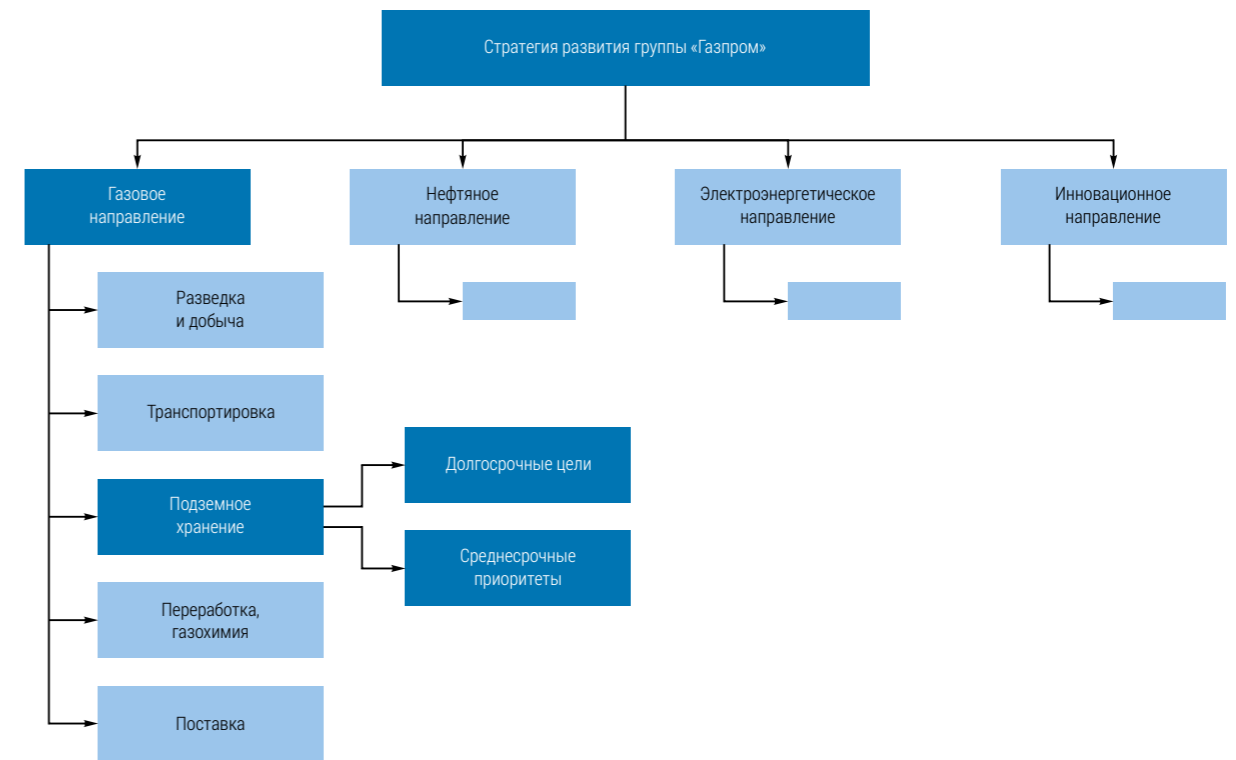 Стратегия развития группы «Газпром»
Газовое
направление
Нефтяное
направление
Электроэнергетическое
направление
Инновационное
направление
Разведка
и добыча
Транспортировка
Подземное
хранение
Долгосрочные цели
Среднесрочные
приоритеты
Переработка,
газохимия
Поставка